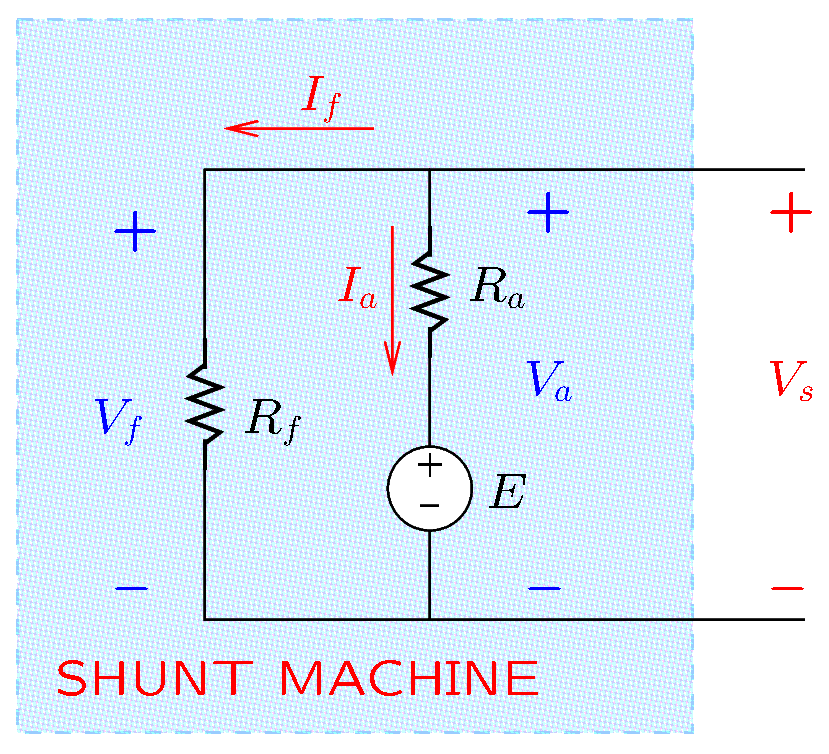 I_f
+ + +
I_a R_a
V_a V_s
V_f R_f
+
− E
− − −
SHUNT MACHINE